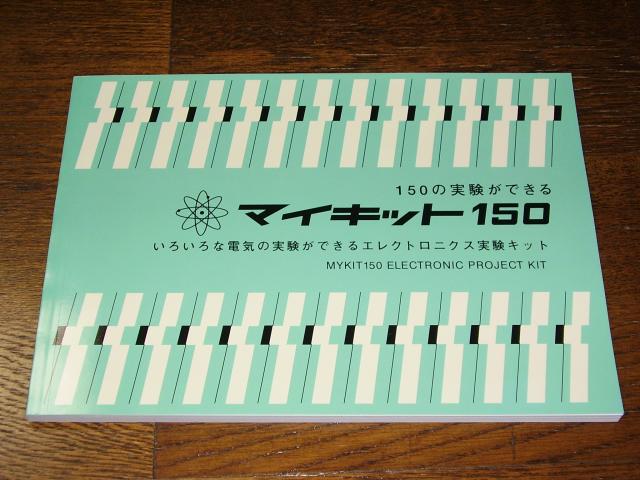 150の実験ができる
マイキット150
いろいろな電気の実験ができるエレクトロニクス実験キット
MYKIT150 ELECTRONIC PROJECT KIT